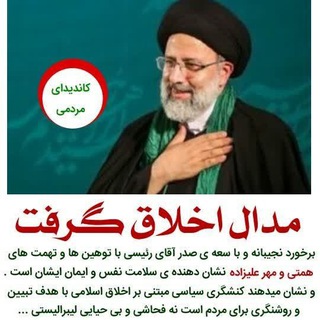 کاندیدای
مردمی
مدال اخلاق گرفت
برخورد نجیبانه و با سعه ی صدر آقای رئیسی با توهین ها و تهمت های
همتی و مهر علیزاده نشان دهنده ی سلامت نفس و ایمان ایشان است .
و نشان میدهند کنشگری سیاسی مبتنی بر اخلاق اسلامی با هدف تبیین
و روشنگری برای مردم است نه فحاشی و بی حیایی لیبرالیستی ...